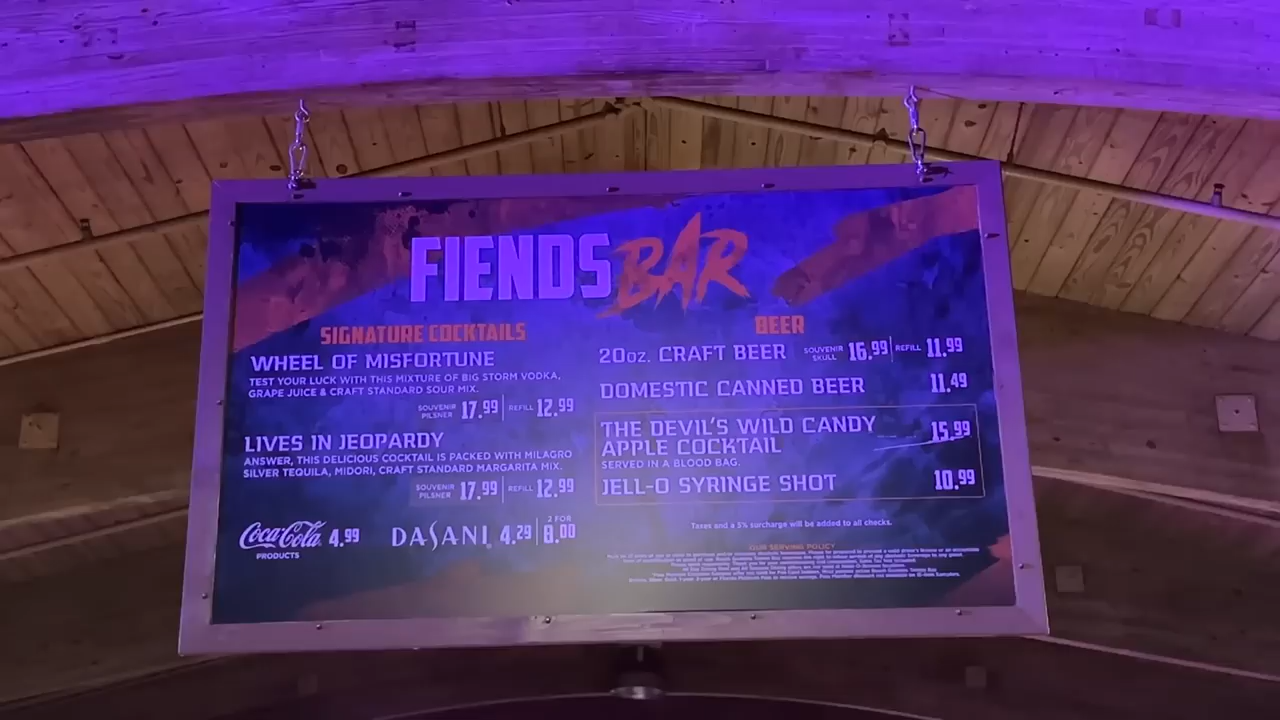 FIENDS BAR
SIGNATURE COCKTAILS
WHEEL OF MISFORTUNE
TEST YOUR LUCK WITH THIS MIXTURE OF BIG STORM VODKA,
GRAPE JUICE & CRAFT STANDARD SOUR MIX.
SOUVENIR PILSNER 17.99 | REFILL 12.99
LIVES IN JEOPARDY
ANSWER, THIS DELICIOUS COCKTAIL IS PACKED WITH MILAGRO
SILVER TEQUILA, MIDORI, CRAFT STANDARD MARGARITA MIX.
SOUVENIR PILSNER 17.99 | REFILL 12.99
Coca-Cola PRODUCTS 4.99
DASANI 4.29 | 2 FOR 8.00
BEER
20oz. CRAFT BEER SOUVENIR SKULL 16.99 | REFILL 11.99
DOMESTIC CANNED BEER 11.49
THE DEVIL'S WILD CANDY
APPLE COCKTAIL 15.99
SERVED IN A BLOOD BAG.
JELL-O SYRINGE SHOT 10.99
Taxes and a 5% surcharge will be added to all checks.
OUR SERVING POLICY